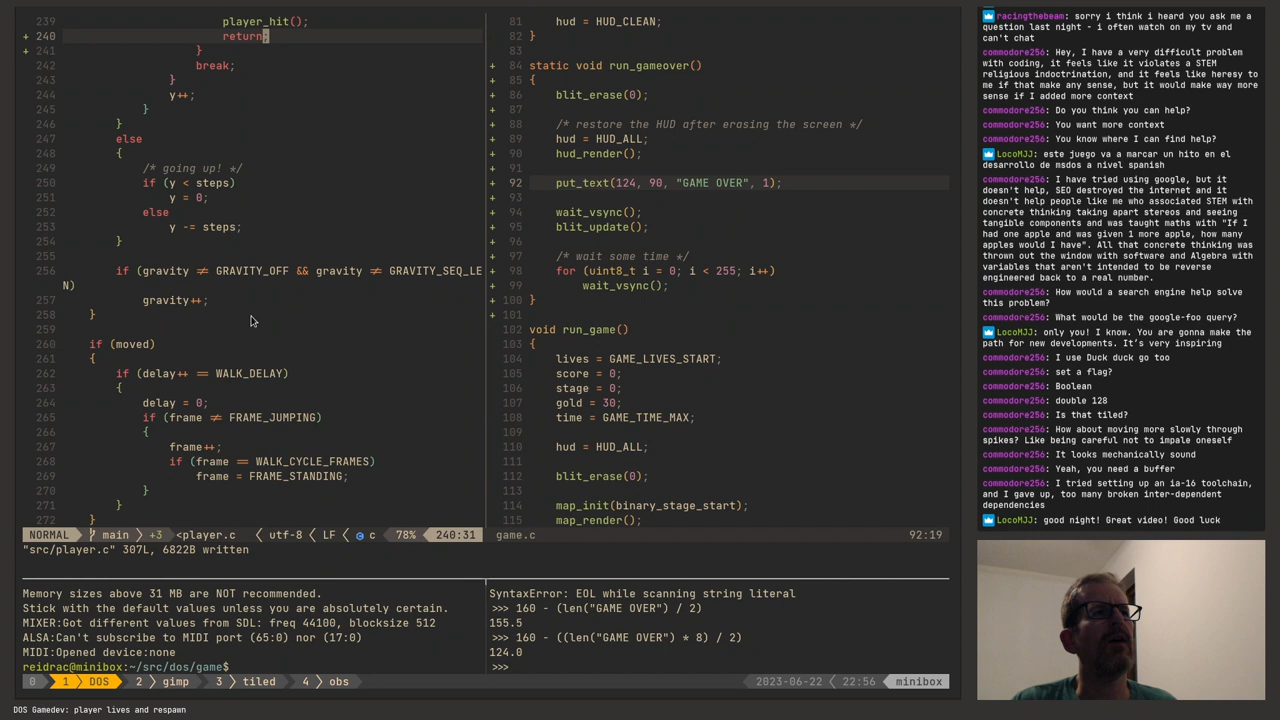 239 player_hit();
+ 240 return;
+ 241 }
242 break;
243 }
244 y++;
245 }
246 }
247 else
248 {
249 /* going up! */
250 if (y < steps)
251 y = 0;
252 else
253 y -= steps;
254 }
255
256 if (gravity ≠ GRAVITY_OFF && gravity ≠ GRAVITY_SEQ_LE
N)
257 gravity++;
258 }
259
260 if (moved)
261 {
262 if (delay++ == WALK_DELAY)
263 {
264 delay = 0;
265 if (frame ≠ FRAME_JUMPING)
266 {
267 frame++;
268 if (frame == WALK_CYCLE_FRAMES)
269 frame = FRAME_STANDING;
270 }
271 }
272 }
NORMAL main +3 <player.c utf-8 LF c 78% 240:31
"src/player.c" 307L, 6822B written
81 hud = HUD_CLEAN;
82 }
83
+ 84 static void run_gameover()
+ 85 {
+ 86 blit_erase(0);
+ 87
+ 88 /* restore the HUD after erasing the screen */
+ 89 hud = HUD_ALL;
+ 90 hud_render();
+ 91
+ 92 put_text(124, 90, "GAME OVER", 1);
+ 93
+ 94 wait_vsync();
+ 95 blit_update();
+ 96
+ 97 /* wait some time */
+ 98 for (uint8_t i = 0; i < 255; i++)
+ 99 wait_vsync();
+ 100 }
+ 101
102 void run_game()
103 {
104 lives = GAME_LIVES_START;
105 score = 0;
106 stage = 0;
107 gold = 30;
108 time = GAME_TIME_MAX;
109
110 hud = HUD_ALL;
111
112 blit_erase(0);
113
114 map_init(binary_stage_start);
115 map_render();
game.c 92:19
Memory sizes above 31 MB are NOT recommended.
Stick with the default values unless you are absolutely certain.
MIXER:Got different values from SDL: freq 44100, blocksize 512
ALSA:Can't subscribe to MIDI port (65:0) nor (17:0)
MIDI:Opened device:none
reidrac@minibox:~/src/dos/game$
SyntaxError: EOL while scanning string literal
>>> 160 - (len("GAME OVER") / 2)
155.5
>>> 160 - ((len("GAME OVER") * 8) / 2)
124.0
>>>
0 1 DOS 2 gimp 3 tiled 4 obs 2023-06-22 22:56 minibox
DOS Gamedev: player lives and respawn
racingthebeam: sorry i think i heard you ask me a
question last night - i often watch on my tv and
can't chat
commodore256: Hey, I have a very difficult problem
with coding, it feels like it violates a STEM
religious indoctrination, and it feels like heresy to
me if that make any sense, but it would make way more
sense if I added more context
commodore256: Do you think you can help?
commodore256: You want more context
commodore256: You know where I can find help?
LocoMJJ: este juego va a marcar un hito en el
desarrollo de msdos a nivel spanish
commodore256: I have tried using google, but it
doesn't help, SEO destroyed the internet and it
doesn't help people like me who associated STEM with
concrete thinking taking apart stereos and seeing
tangible components and was taught maths with "If I
had one apple and was given 1 more apple, how many
apples would I have". All that concrete thinking was
thrown out the window with software and Algebra with
variables that aren't intended to be reverse
engineered back to a real number.
commodore256: How would a search engine help solve
this problem?
commodore256: What would be the google-foo query?
LocoMJJ: only you! I know. You are gonna make the
path for new developments. It's very inspiring
commodore256: I use Duck duck go too
commodore256: set a flag?
commodore256: Boolean
commodore256: double 128
commodore256: Is that tiled?
commodore256: How about moving more slowly through
spikes? Like being careful not to impale oneself
commodore256: It looks mechanically sound
commodore256: Yeah, you need a buffer
commodore256: I tried setting up an ia-16 toolchain,
and I gave up, too many broken inter-dependent
dependencies
LocoMJJ: good night! Great video! Good luck